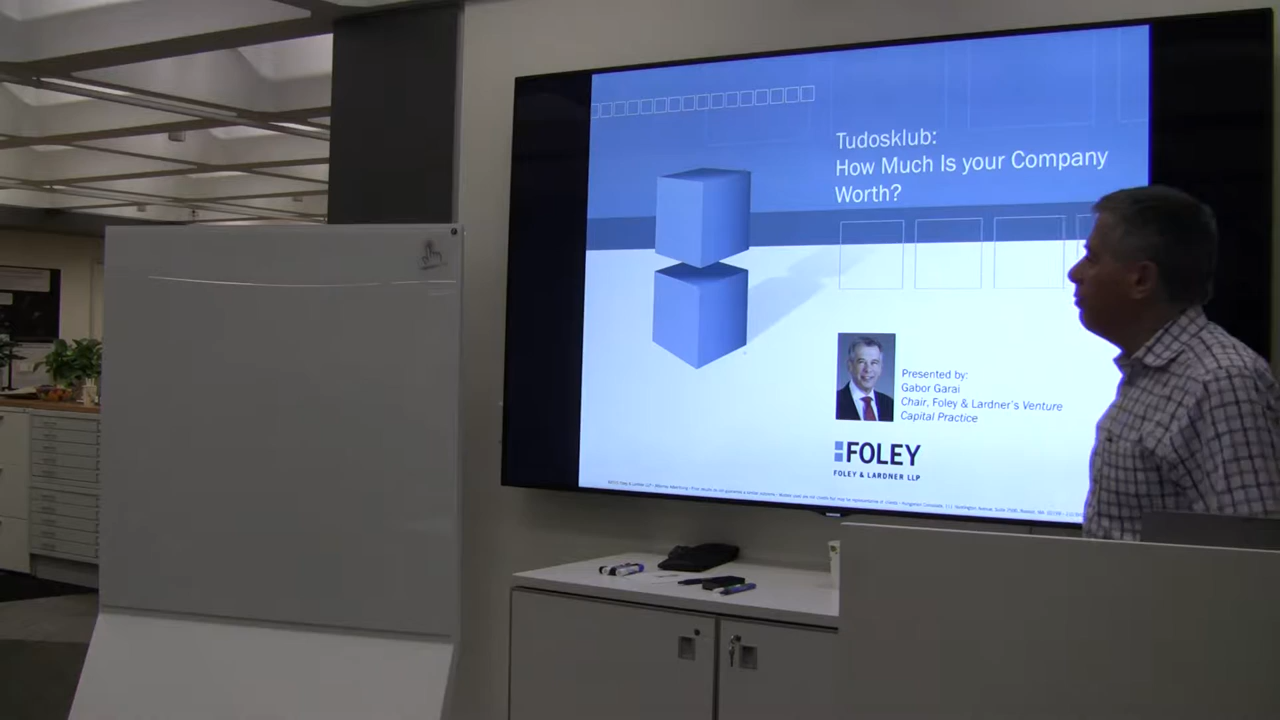 Tudosklub:
How Much Is your Company
Worth?
Presented by:
Gabor Garai
Chair, Foley & Lardner's Venture
Capital Practice
FOLEY
FOLEY & LARDNER LLP